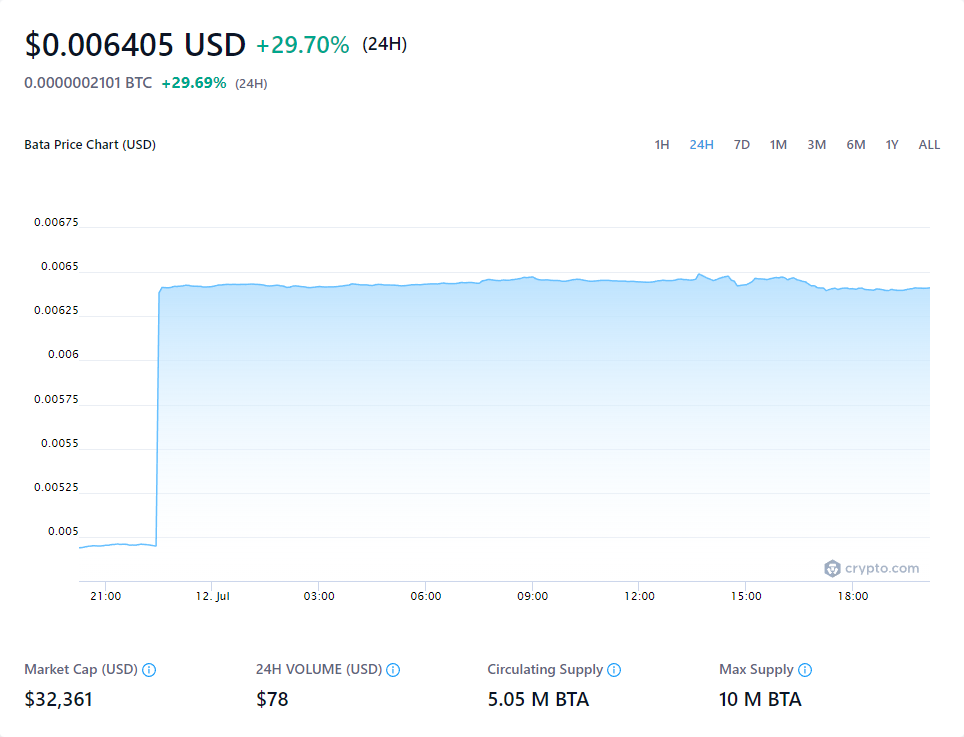 $0.006405 USD +29.70% (24H)
0.0000002101 BTC +29.69% (24H)
Bata Price Chart (USD) 1H 24H 7D 1M 3M 6M 1Y ALL
0.00675
0.0065
0.00625
0.006
0.00575
0.0055
0.00525
0.005
crypto.com
21:00 12. Jul 03:00 06:00 09:00 12:00 15:00 18:00
Market Cap (USD) 24H VOLUME (USD) Circulating Supply Max Supply
$32,361 $78 5.05 M BTA 10 M BTA